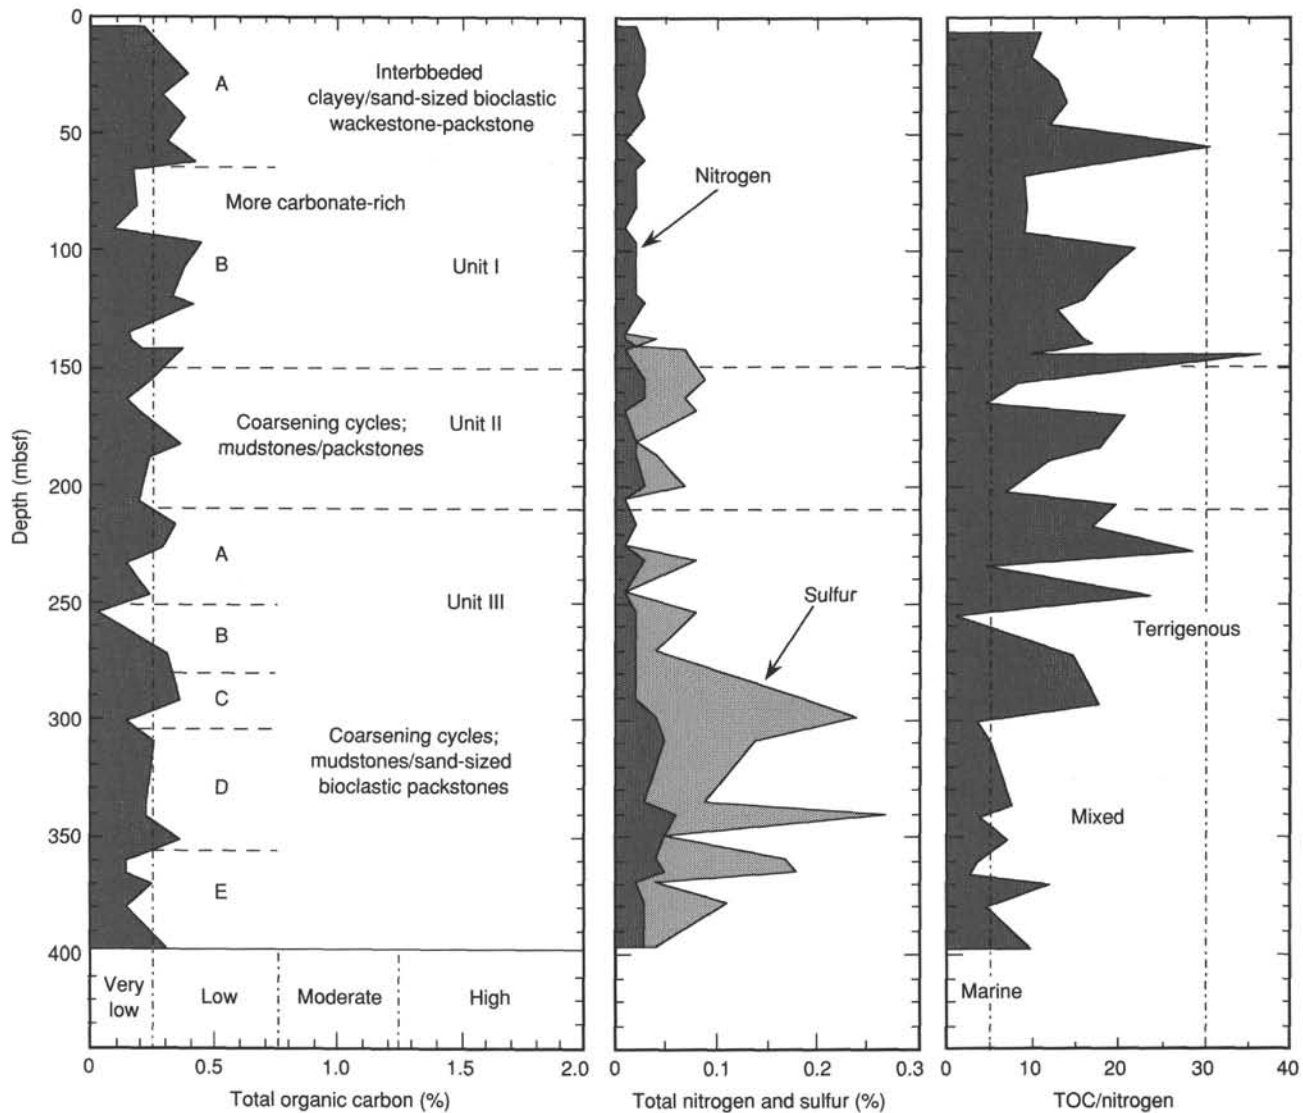 0
50
100
150
200
250
300
350
400
Depth (mbsf)
A
Interbbeded
clayey/sand-sized bioclastic
wackestone-packstone
More carbonate-rich
B
Unit I
Coarsening cycles;
mudstones/packstones
Unit II
A
Unit III
B
C
Coarsening cycles;
mudstones/sand-sized
bioclastic packstones
D
E
Very
low
Low
Moderate
High
0
0.5
1.0
1.5
2.0
Total organic carbon (%)
Nitrogen
Sulfur
0
0.1
0.2
0.3
Total nitrogen and sulfur (%)
Terrigenous
Mixed
Marine
0
10
20
30
40
TOC/nitrogen